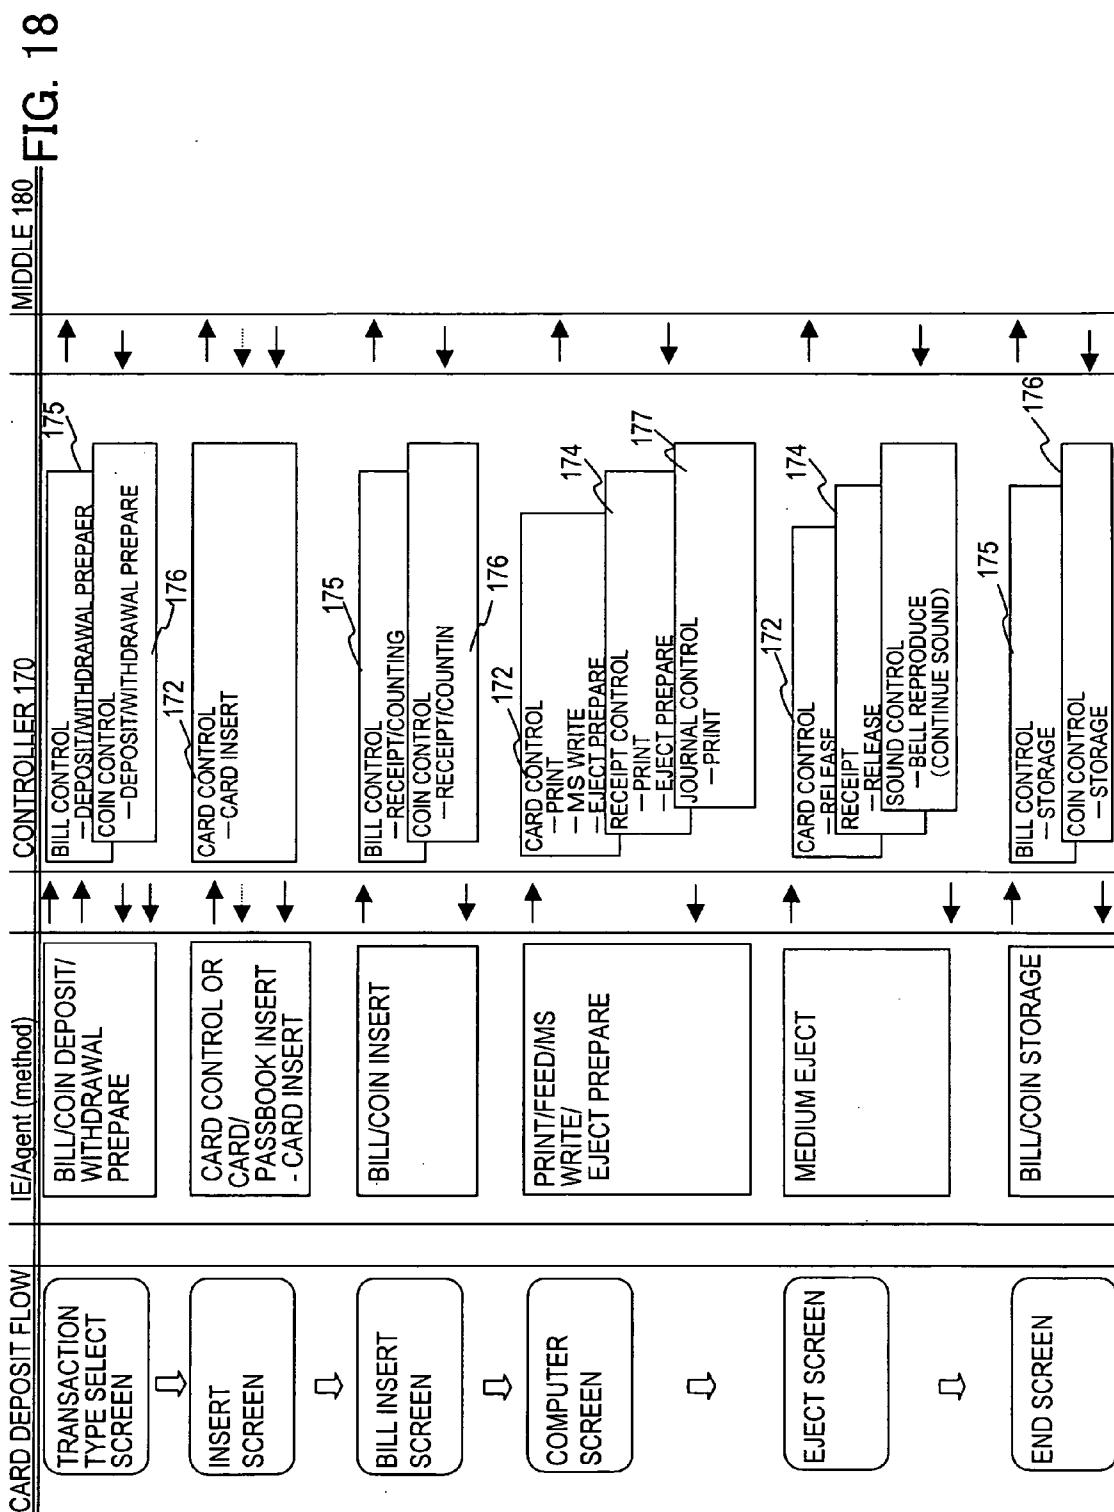 FIG. 18
CARD DEPOSIT FLOW
IE/Agent (method)
CONTROLLER 170
MIDDLE 180
TRANSACTION
TYPE SELECT
SCREEN
BILL/COIN DEPOSIT/
WITHDRAWAL
PREPARE
BILL CONTROL
—DEPOSIT/WITHDRAWAL PREPAER
175
COIN CONTROL
—DEPOSIT/WITHDRAWAL PREPARE
176
INSERT
SCREEN
CARD CONTROL OR
CARD/
PASSBOOK INSERT
- CARD INSERT
172
CARD CONTROL
—CARD INSERT
BILL INSERT
SCREEN
BILL/COIN INSERT
175
BILL CONTROL
—RECEIPT/COUNTING
COIN CONTROL
—RECEIPT/COUNTIN
176
COMPUTER
SCREEN
PRINT/FEED/MS
WRITE/
EJECT PREPARE
172
CARD CONTROL
—PRINT
—MS WRITE
—EJECT PREPARE
174
RECEIPT CONTROL
—PRINT
—EJECT PREPARE
177
JOURNAL CONTROL
—PRINT
EJECT SCREEN
MEDIUM EJECT
172
CARD CONTROL
—RELEASE
174
RECEIPT
—RELEASE
SOUND CONTROL
—BELL REPRODUCE
(CONTINUE SOUND)
END SCREEN
BILL/COIN STORAGE
175
BILL CONTROL
—STORAGE
176
COIN CONTROL
—STORAGE